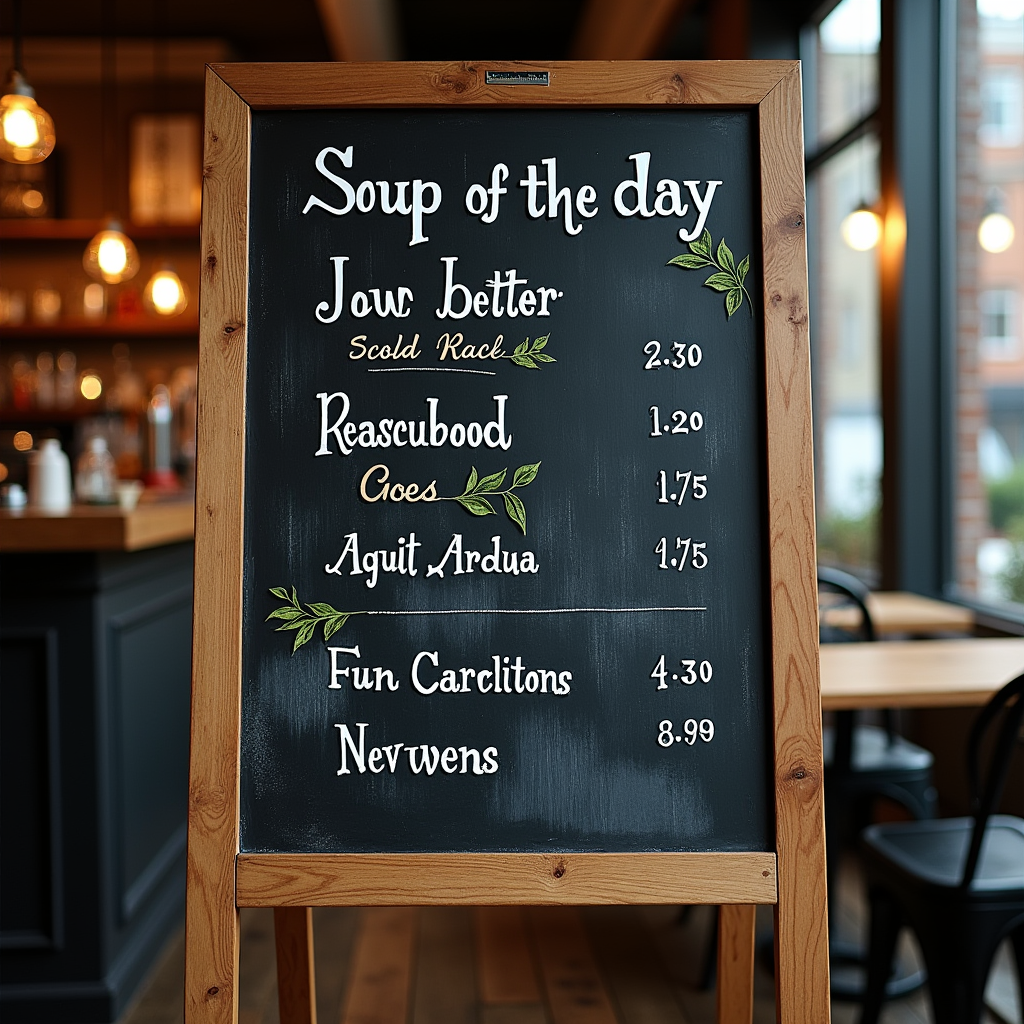 Soup of the day
Jouc better
Scold Rack 2.30
Reascubood 1.20
Goes 1.75
Aguit Ardua 1.75
Fun Carclitons 4.30
Nevwens 8.99